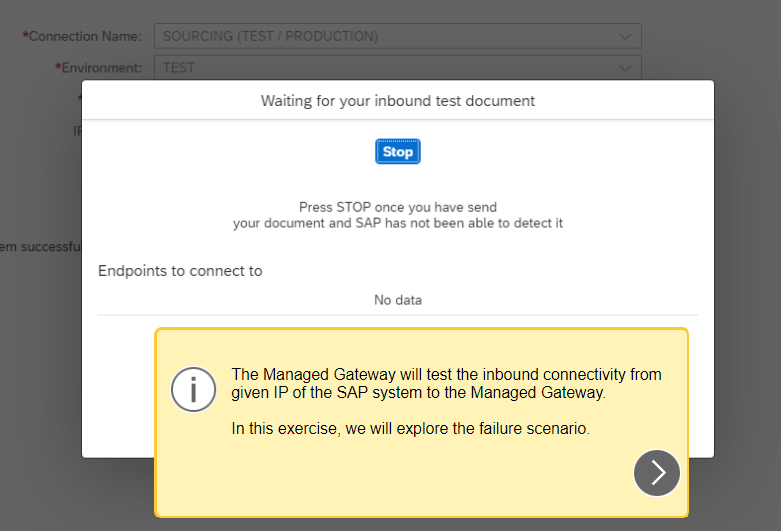 *Connection Name: SOURCING (TEST / PRODUCTION)
*Environment: TEST
*
Waiting for your inbound test document
Stop
Press STOP once you have send
your document and SAP has not been able to detect it
em successfu
Endpoints to connect to
No data
i
The Managed Gateway will test the inbound connectivity from
given IP of the SAP system to the Managed Gateway.
In this exercise, we will explore the failure scenario.